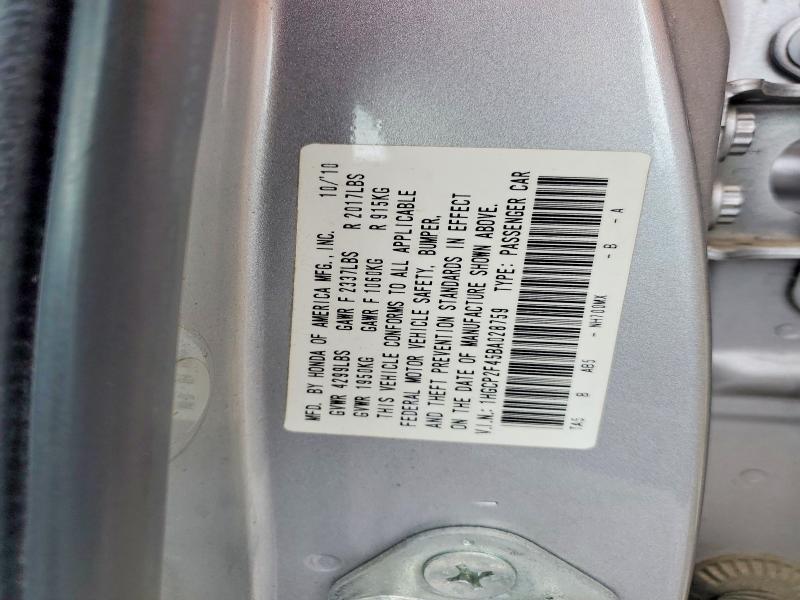 MFD. BY HONDA OF AMERICA MFG., INC. 10/'10
GVWR 4299LBS GAWR F 2337LBS R 2017LBS
GVWR 1950KG GAWR F 1060KG R 915KG
THIS VEHICLE CONFORMS TO ALL APPLICABLE
FEDERAL MOTOR VEHICLE SAFETY, BUMPER,
AND THEFT PREVENTION STANDARDS IN EFFECT
ON THE DATE OF MANUFACTURE SHOWN ABOVE.
V.I.N.: 1HGCP2F45BA028759 TYPE: PASSENGER CAR
TA5 B AB5 - NH700MX - B - A